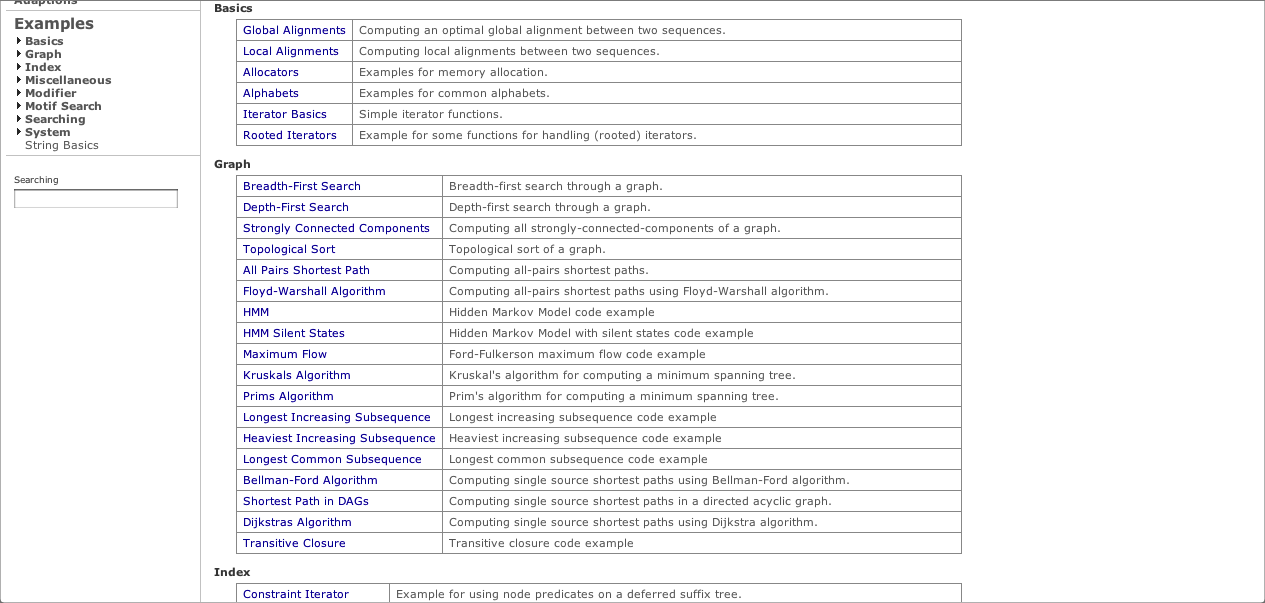 Adaptions
Examples
Basics
Graph
Index
Miscellaneous
Modifier
Motif Search
Searching
System
String Basics
Searching
Basics
Global Alignments Computing an optimal global alignment between two sequences.
Local Alignments Computing local alignments between two sequences.
Allocators Examples for memory allocation.
Alphabets Examples for common alphabets.
Iterator Basics Simple iterator functions.
Rooted Iterators Example for some functions for handling (rooted) iterators.
Graph
Breadth-First Search Breadth-first search through a graph.
Depth-First Search Depth-first search through a graph.
Strongly Connected Components Computing all strongly-connected-components of a graph.
Topological Sort Topological sort of a graph.
All Pairs Shortest Path Computing all-pairs shortest paths.
Floyd-Warshall Algorithm Computing all-pairs shortest paths using Floyd-Warshall algorithm.
HMM Hidden Markov Model code example
HMM Silent States Hidden Markov Model with silent states code example
Maximum Flow Ford-Fulkerson maximum flow code example
Kruskals Algorithm Kruskal's algorithm for computing a minimum spanning tree.
Prims Algorithm Prim's algorithm for computing a minimum spanning tree.
Longest Increasing Subsequence Longest increasing subsequence code example
Heaviest Increasing Subsequence Heaviest increasing subsequence code example
Longest Common Subsequence Longest common subsequence code example
Bellman-Ford Algorithm Computing single source shortest paths using Bellman-Ford algorithm.
Shortest Path in DAGs Computing single source shortest paths in a directed acyclic graph.
Dijkstras Algorithm Computing single source shortest paths using Dijkstra algorithm.
Transitive Closure Transitive closure code example
Index
Constraint Iterator Example for using node predicates on a deferred suffix tree.